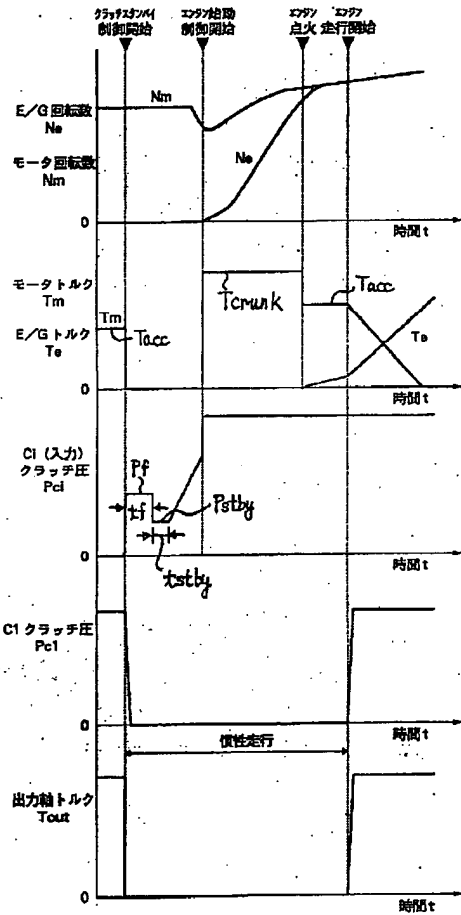 クラッチスタンバイ
制御開始
エンジン始動
制御開始
エンジン
点火
エンジン
走行開始
Nm
E/G回転数
Ne
モータ回転数
Nm
Ne
0
時間t
モータトルク
Tm
Tm
Tacc
E/Gトルク
Te
Tcrunk
Tacc
Te
0
時間t
Ci(入力)
クラッチ圧
Pci
Pf
tf
Pstby
tstby
0
時間t
C1クラッチ圧
Pc1
0
時間t
慣性走行
出力軸トルク
Tout
0
時間t